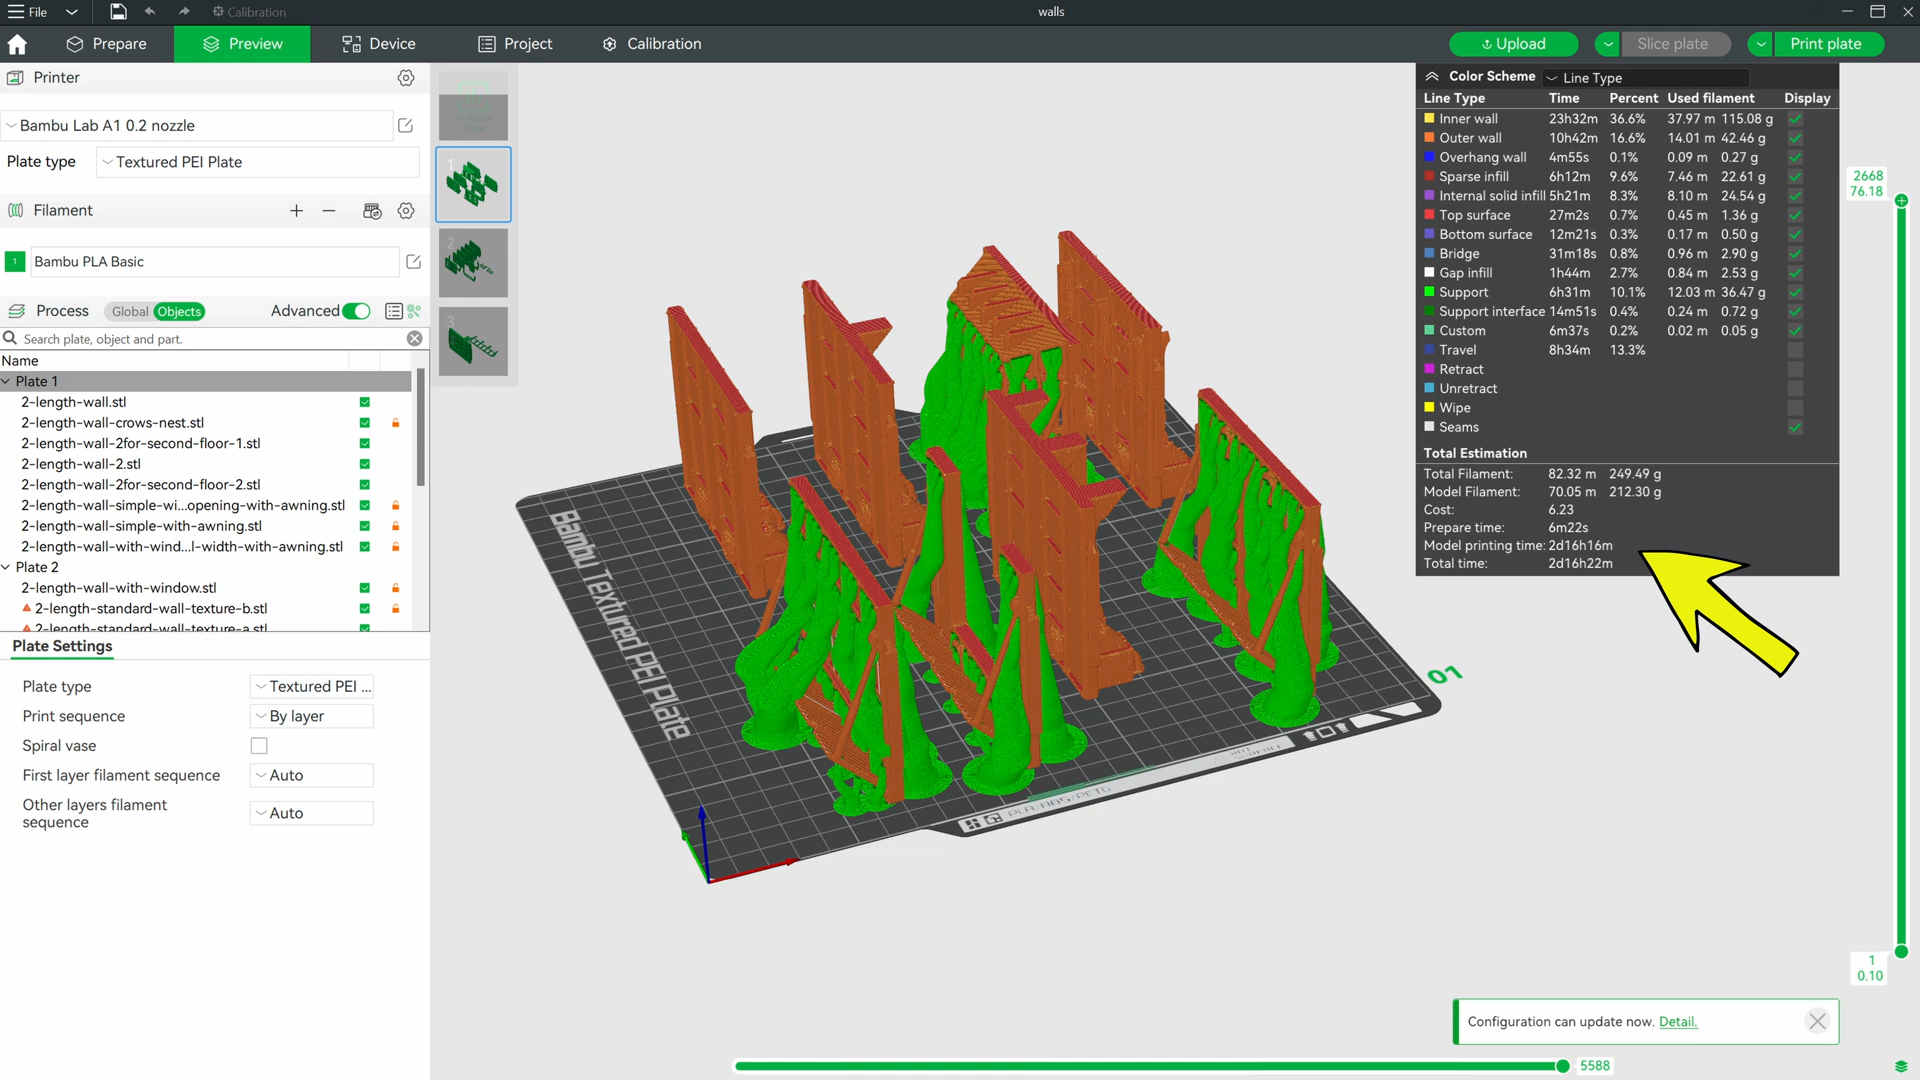 File
Calibration
walls
Prepare
Preview
Device
Project
Calibration
Upload
Slice plate
Print plate
Printer
Bambu Lab A1 0.2 nozzle
Plate type
Textured PEI Plate
Filament
1
Bambu PLA Basic
Process
Global
Objects
Advanced
Search plate, object and part.
Name
Plate 1
2-length-wall.stl
2-length-wall-crows-nest.stl
2-length-wall-2for-second-floor-1.stl
2-length-wall-2.stl
2-length-wall-2for-second-floor-2.stl
2-length-wall-simple-wi...opening-with-awning.stl
2-length-wall-simple-with-awning.stl
2-length-wall-with-wind...l-width-with-awning.stl
Plate 2
2-length-wall-with-window.stl
2-length-standard-wall-texture-b.stl
2-length-standard-wall-texture-a.stl
Plate Settings
Plate type
Textured PEI ...
Print sequence
By layer
Spiral vase
First layer filament sequence
Auto
Other layers filament
sequence
Auto
1
2
3
Bambu Textured PEI Plate
01
PLA/ABS/PETG
Color Scheme
Line Type
Line Type Time Percent Used filament Display
Inner wall 23h32m 36.6% 37.97 m 115.08 g
Outer wall 10h42m 16.6% 14.01 m 42.46 g
Overhang wall 4m55s 0.1% 0.09 m 0.27 g
Sparse infill 6h12m 9.6% 7.46 m 22.61 g
Internal solid infill 5h21m 8.3% 8.10 m 24.54 g
Top surface 27m2s 0.7% 0.45 m 1.36 g
Bottom surface 12m21s 0.3% 0.17 m 0.50 g
Bridge 31m18s 0.8% 0.96 m 2.90 g
Gap infill 1h44m 2.7% 0.84 m 2.53 g
Support 6h31m 10.1% 12.03 m 36.47 g
Support interface 14m51s 0.4% 0.24 m 0.72 g
Custom 6m37s 0.2% 0.02 m 0.05 g
Travel 8h34m 13.3%
Retract
Unretract
Wipe
Seams
Total Estimation
Total Filament: 82.32 m 249.49 g
Model Filament: 70.05 m 212.30 g
Cost: 6.23
Prepare time: 6m22s
Model printing time: 2d16h16m
Total time: 2d16h22m
2668
76.18
1
0.10
Configuration can update now. Detail.
5588